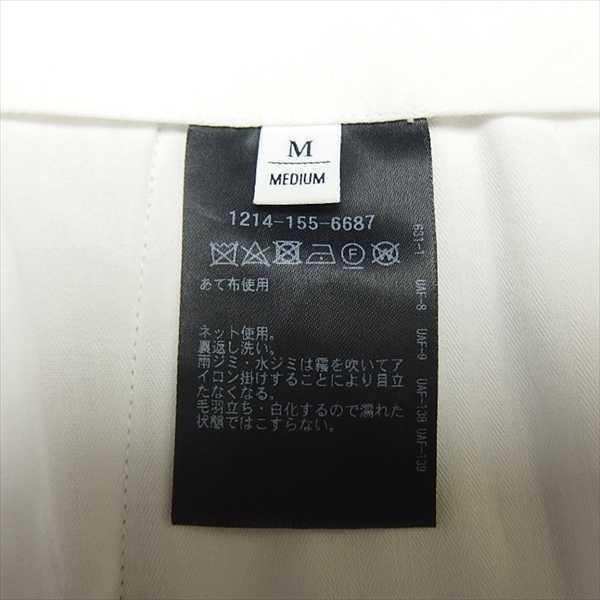 M
MEDIUM
1214-155-6687
あて布使用
ネット使用。
裏返し洗い。
雨ジミ・水ジミは霧を吹いてア
イロン掛けすることにより目立
たなくなる。
毛羽立ち・白化するので濡れた
状態ではこすらない。
631-1 UAF-8 UAF-9 UAF-138 UAF-139